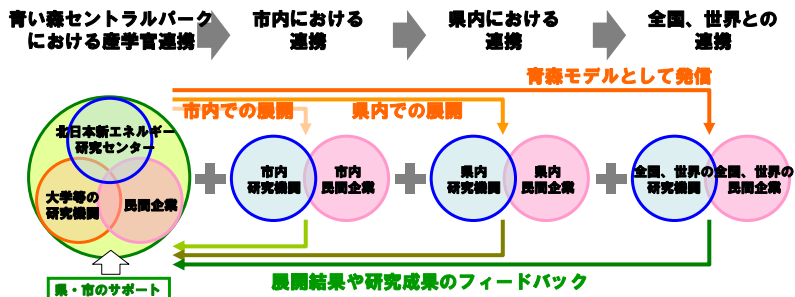 青い森セントラルパーク
における産学官連携
市内における
連携
県内における
連携
全国、世界との
連携
青森モデルとして発信
市内での展開
県内での展開
北日本新エネルギー
研究センター
大学等の
研究機関
民間企業
市内
研究機関
市内
民間企業
県内
研究機関
県内
民間企業
全国、世界の
研究機関
全国、世界の
民間企業
展開結果や研究成果のフィードバック
県・市のサポート